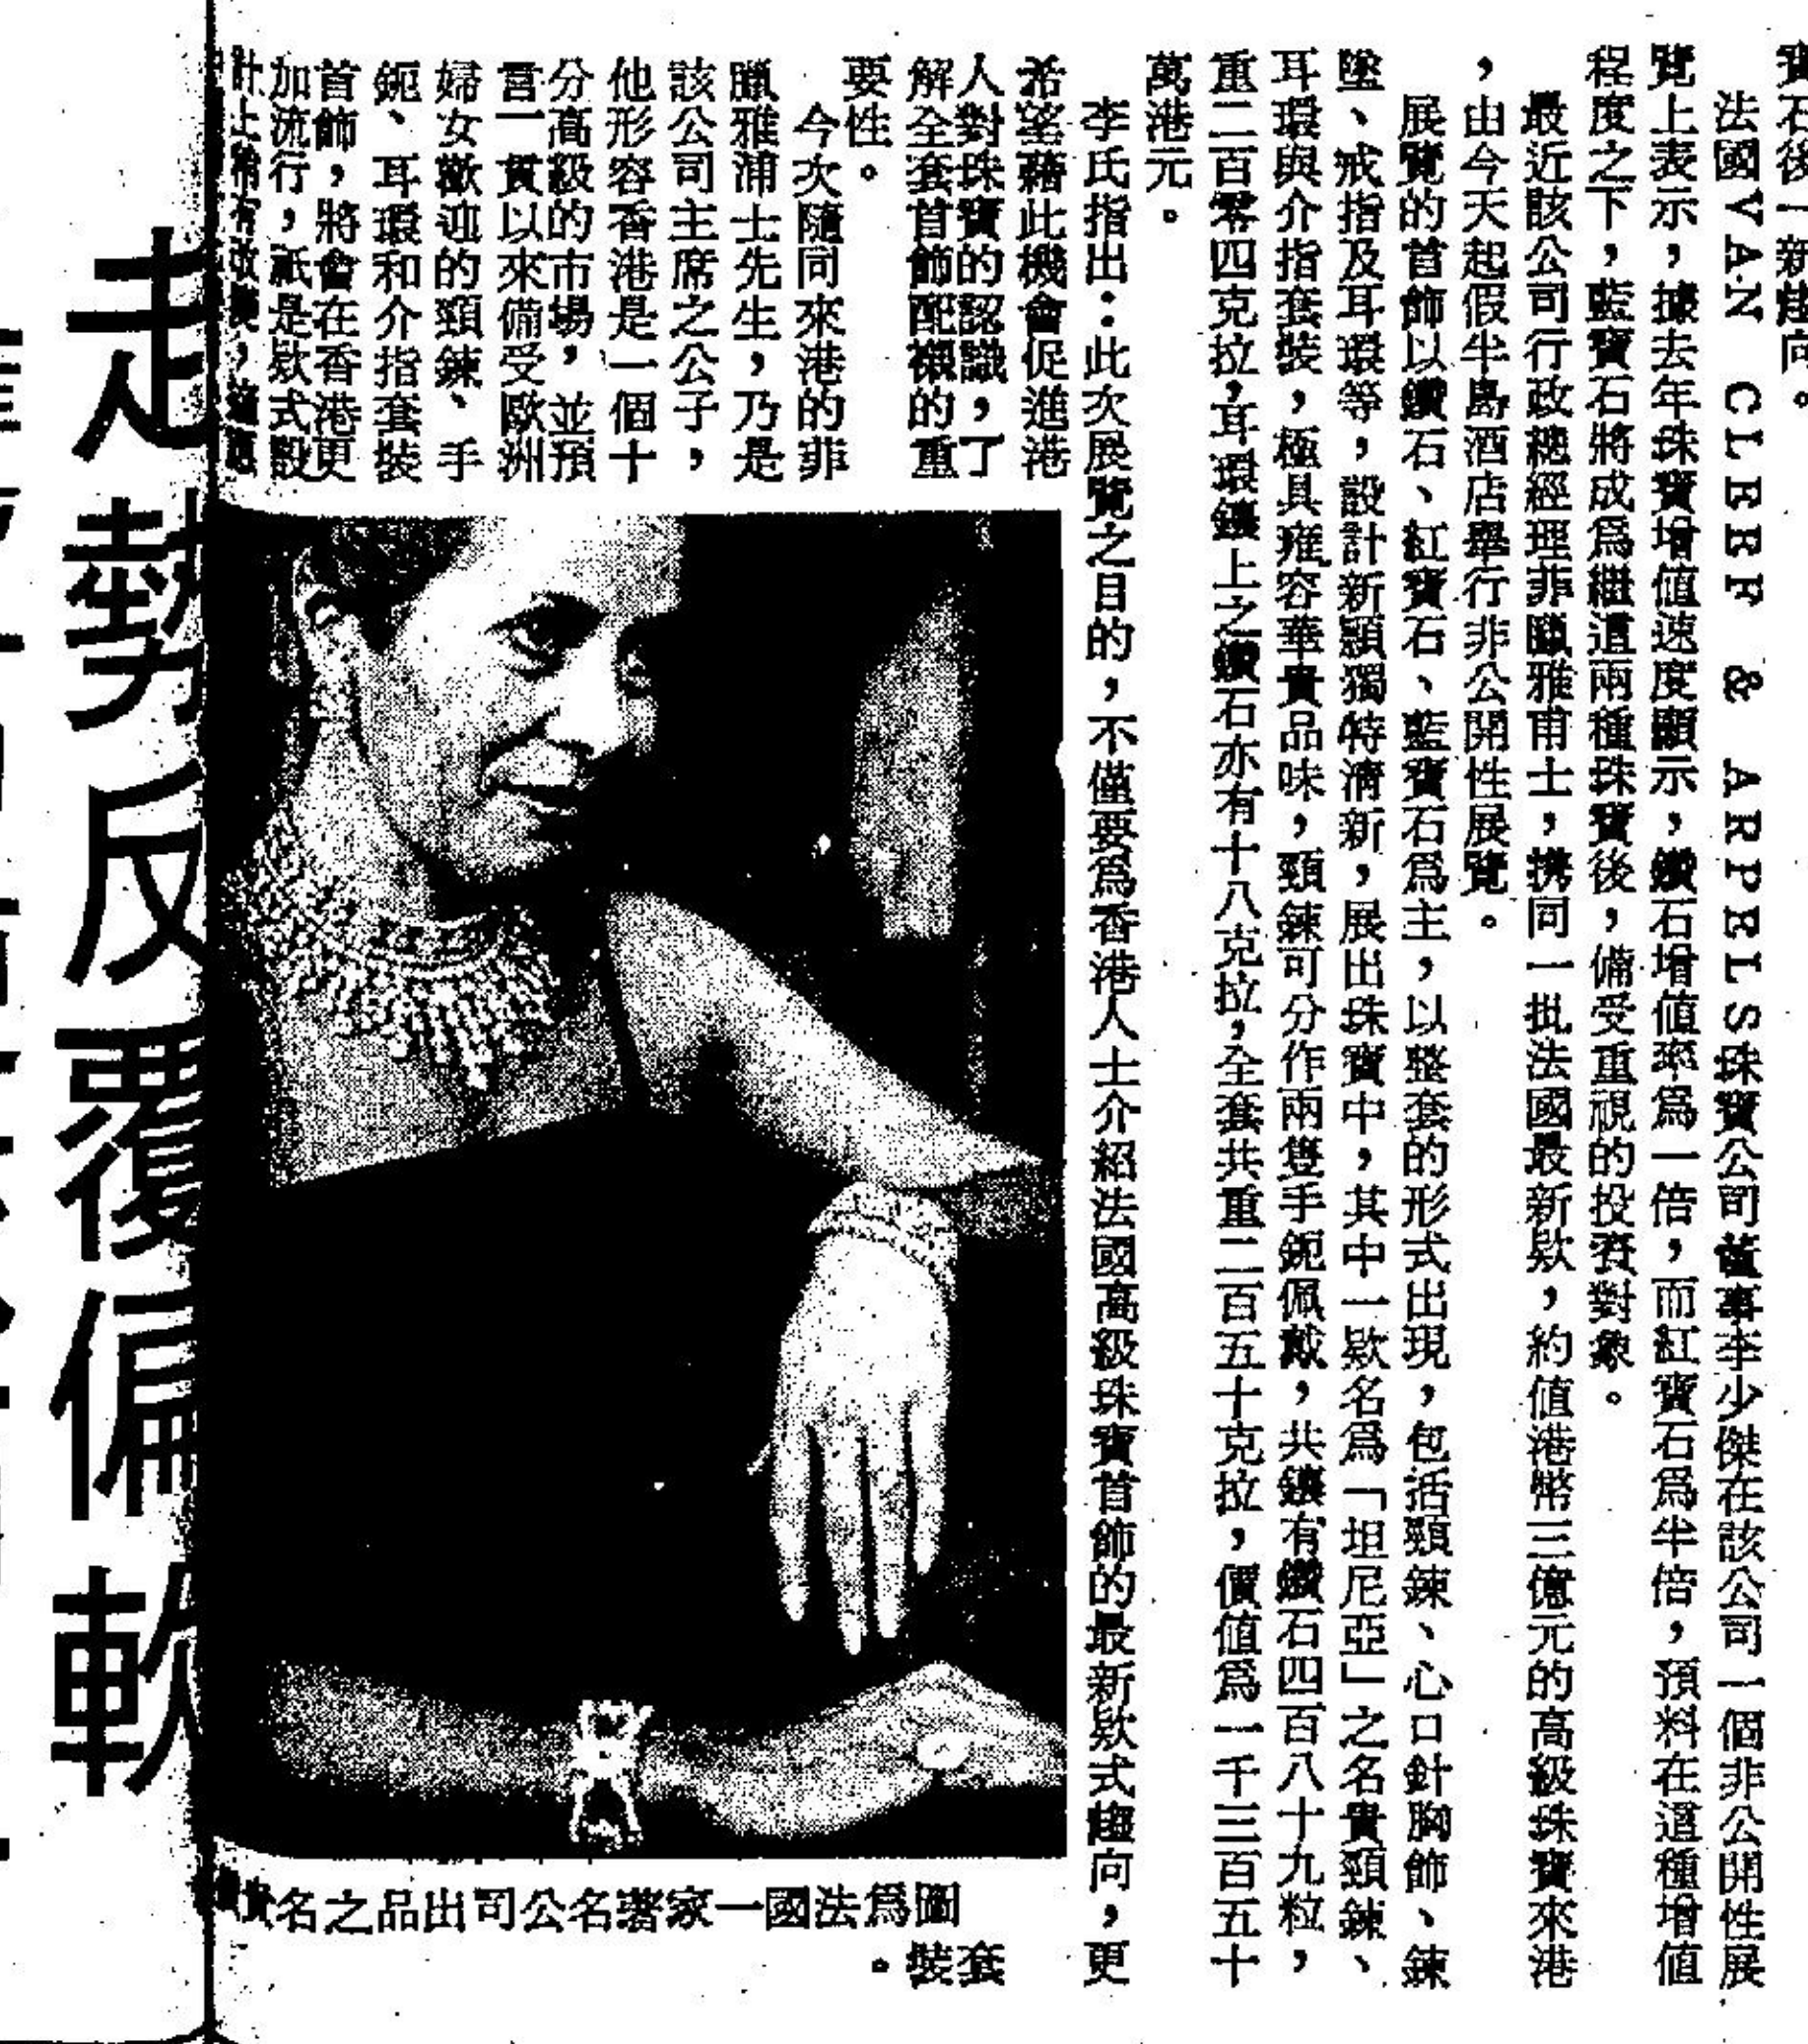 寶石後一新趨向。
法國VAN CLEEF & ARPELS珠寶公司董事李少傑在該公司一個非公開性展
覽上表示，據去年珠寶增值速度顯示，鑽石增值率為一倍，而紅寶石為半倍，預料在這種增值
程度之下，藍寶石將成為繼這兩種珠寶後，備受重視的投資對象。
最近該公司行政總經理菲臘雅甫士，携同一批法國最新欵，約值港幣三億元的高級珠寶來港
，由今天起假半島酒店舉行非公開性展覽。
展覽的首飾以鑽石、紅寶石、藍寶石為主，以整套的形式出現，包括頸鍊、心口針胸飾、鍊
墜、戒指及耳環等，設計新穎獨特清新，展出珠寶中，其中一欵名為「坦尼亞」之名貴頸鍊、
耳環與介指套裝，極具雍容華貴品味，頸鍊可分作兩隻手鈪佩戴，共鑲有鑽石四百八十九粒，
重二百零四克拉，耳環鑲上之鑽石亦有十八克拉，全套共重二百五十克拉，價值為一千三百五十
萬港元。
李氏指出：此次展覽之目的，不僅要為香港人士介紹法國高級珠寶首飾的最新欵式趨向，更
希望藉此機會促進港
人對珠寶的認識，了
解全套首飾配襯的重
要性。
今次隨同來港的菲
臘雅浦士先生，乃是
該公司主席之公子，
他形容香港是一個十
分高級的市場，並預
言一貫以來備受歐洲
婦女歡迎的頸鍊、手
鈪、耳環和介指套裝
首飾，將會在香港更
加流行，祇是欵式設
計上稍有改變，
圖為法國一家著名公司出品之名貴
套裝。
走勢反覆偏軟